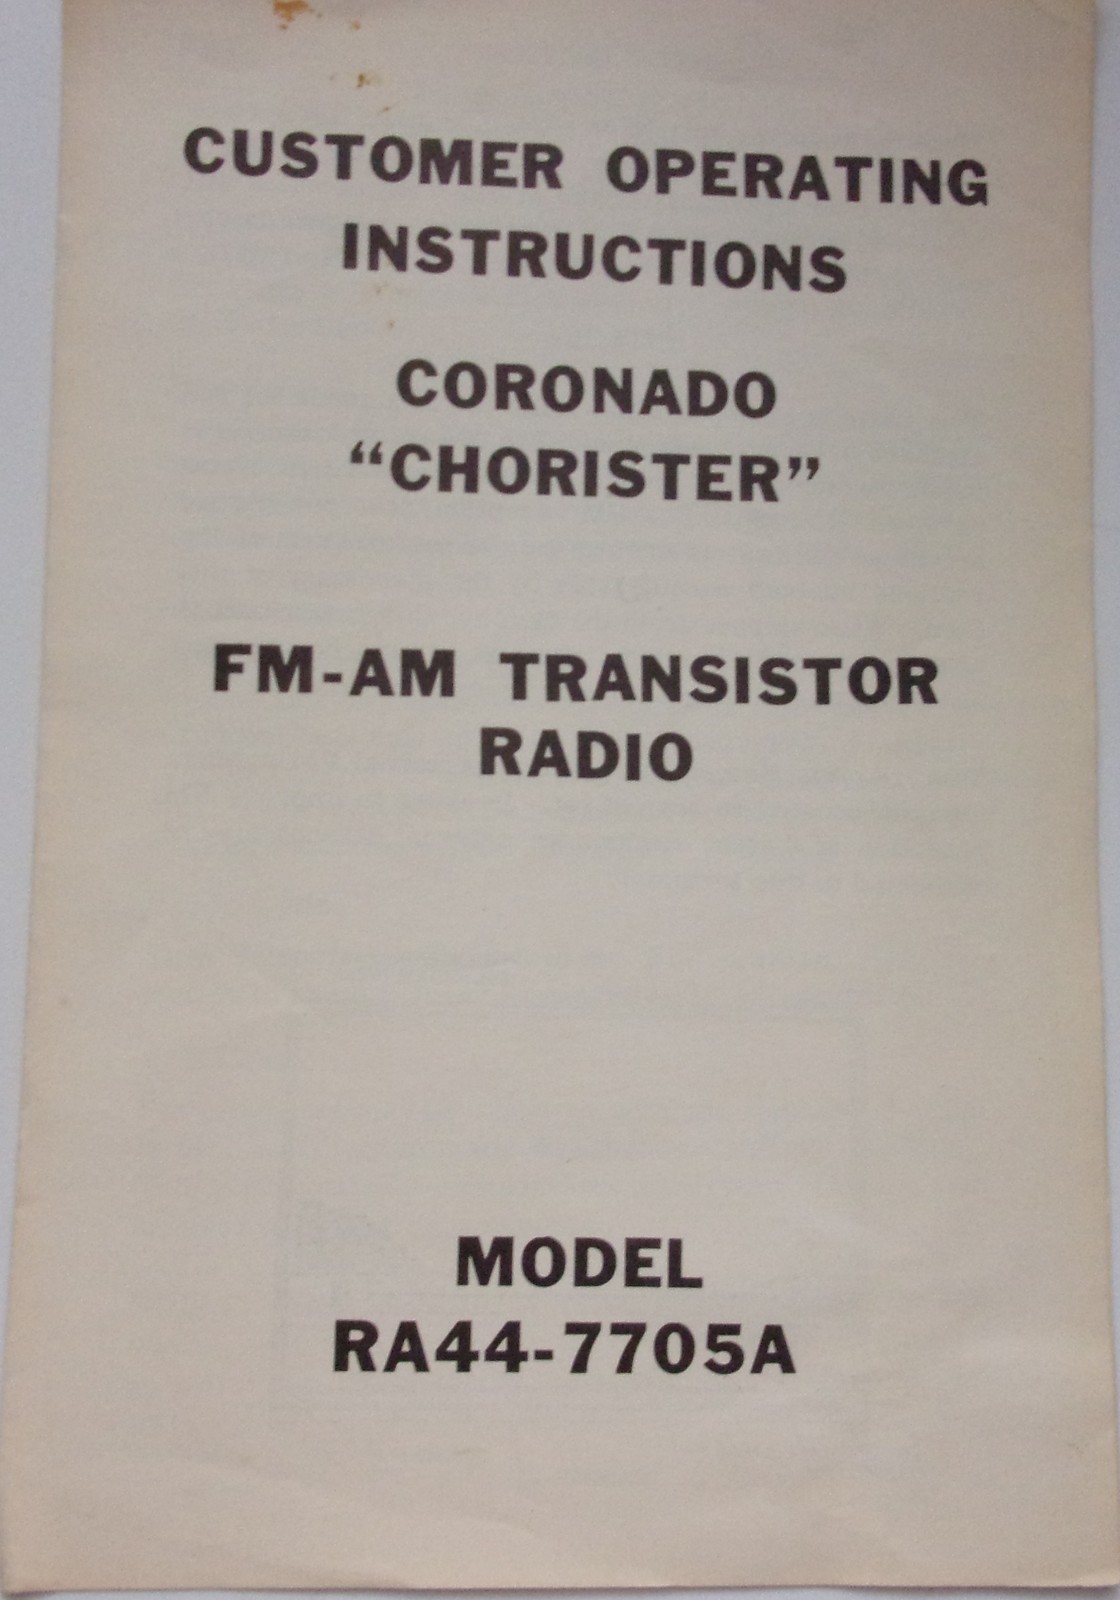 CUSTOMER OPERATING
INSTRUCTIONS
CORONADO
“CHORISTER”
FM-AM TRANSISTOR
RADIO
MODEL
RA44-7705A